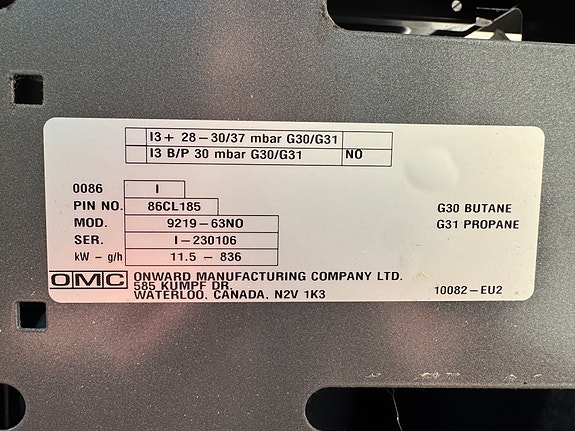 I3+ 28-30/37 mbar G30/G31
I3 B/P 30 mbar G30/G31 NO
0086 I
PIN NO. 86CL185
MOD. 9219-63NO
SER. I-230106
kW - g/h 11.5 - 836
G30 BUTANE
G31 PROPANE
OMC ONWARD MANUFACTURING COMPANY LTD.
585 KUMPF DR.
WATERLOO, CANADA, N2V 1K3
10082-EU2